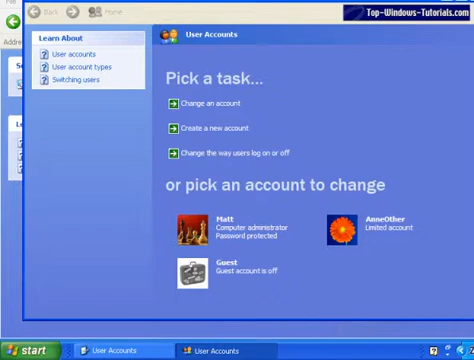 Back
Home
Top-Windows-Tutorials.com
Address
Learn About
User accounts
User account types
Switching users
User Accounts
Pick a task...
Change an account
Create a new account
Change the way users log on or off
or pick an account to change
Matt
Computer administrator
Password protected
AnneOther
Limited account
Guest
Guest account is off
start
User Accounts
User Accounts